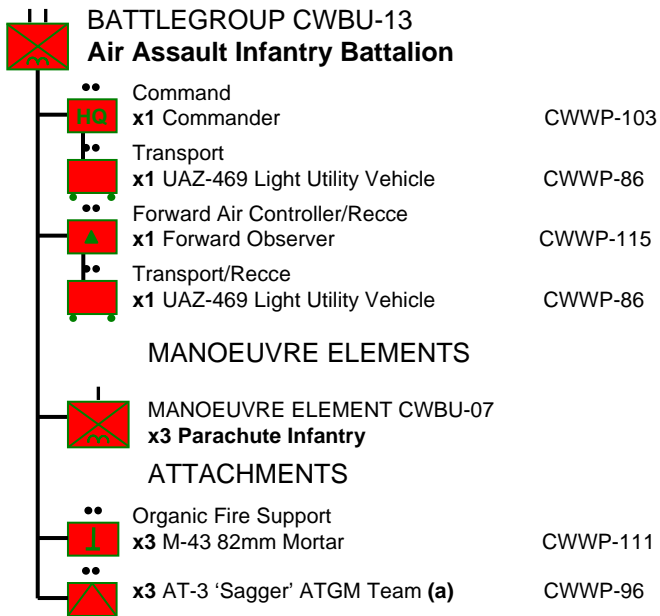 BATTLEGROUP CWBU-13
Air Assault Infantry Battalion
Command
HQ x1 Commander CWWP-103
Transport
x1 UAZ-469 Light Utility Vehicle CWWP-86
Forward Air Controller/Recce
x1 Forward Observer CWWP-115
Transport/Recce
x1 UAZ-469 Light Utility Vehicle CWWP-86
MANOEUVRE ELEMENTS
MANOEUVRE ELEMENT CWBU-07
x3 Parachute Infantry
ATTACHMENTS
Organic Fire Support
x3 M-43 82mm Mortar CWWP-111
x3 AT-3 ‘Sagger’ ATGM Team (a) CWWP-96